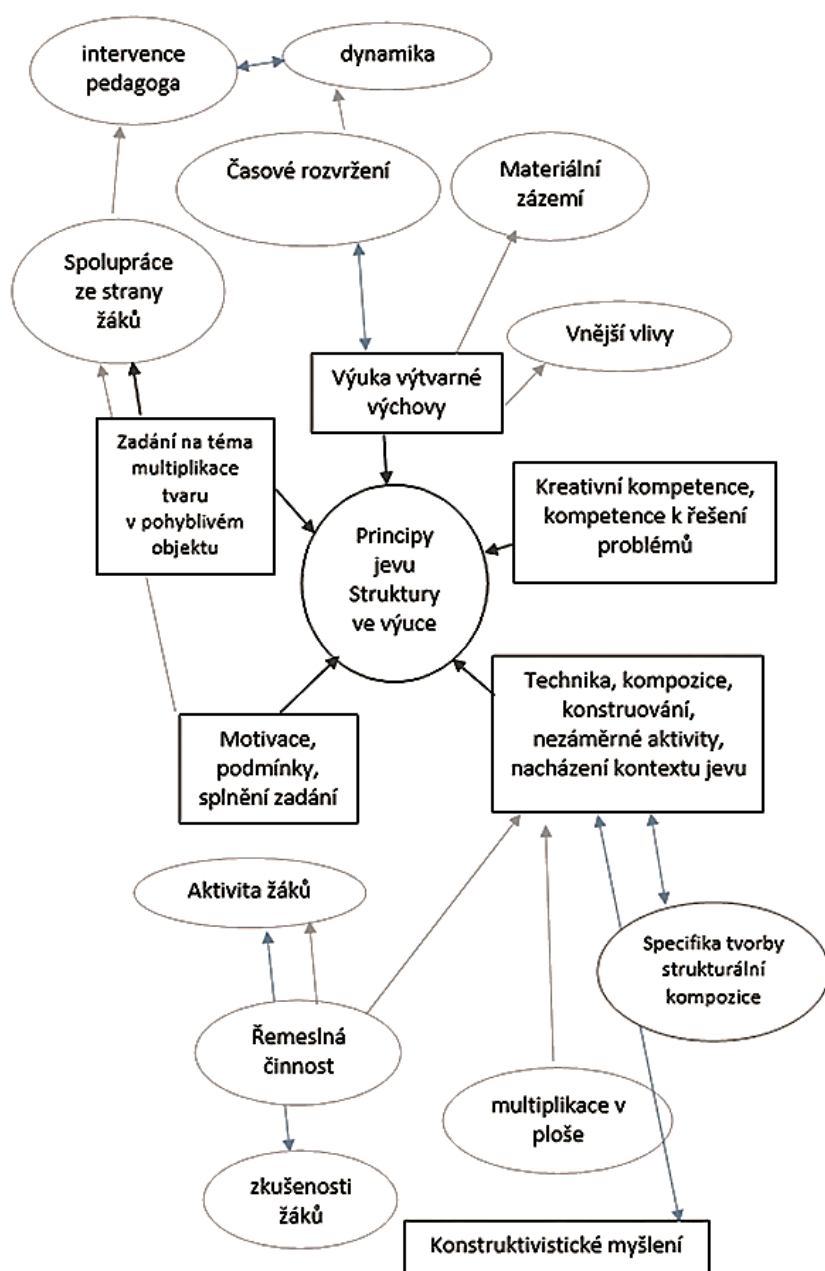 intervence
pedagoga
dynamika
Časové rozvržení
Materiální
zázemí
Spolupráce
ze strany
žáků
Vnější vlivy
Výuka výtvarné
výchovy
Zadání na téma
multiplikace
tvaru
v pohyblivém
objektu
Kreativní kompetence,
kompetence k řešení
problémů
Principy
jevu
Struktury
ve výuce
Technika, kompozice,
konstruování,
nezáměrné aktivity,
nacházení kontextu jevu
Motivace,
podmínky,
splnění zadání
Aktivita žáků
Specifika tvorby
strukturální
kompozice
Řemeslná
činnost
multiplikace v
ploše
zkušenosti
žáků
Konstruktivistické myšlení